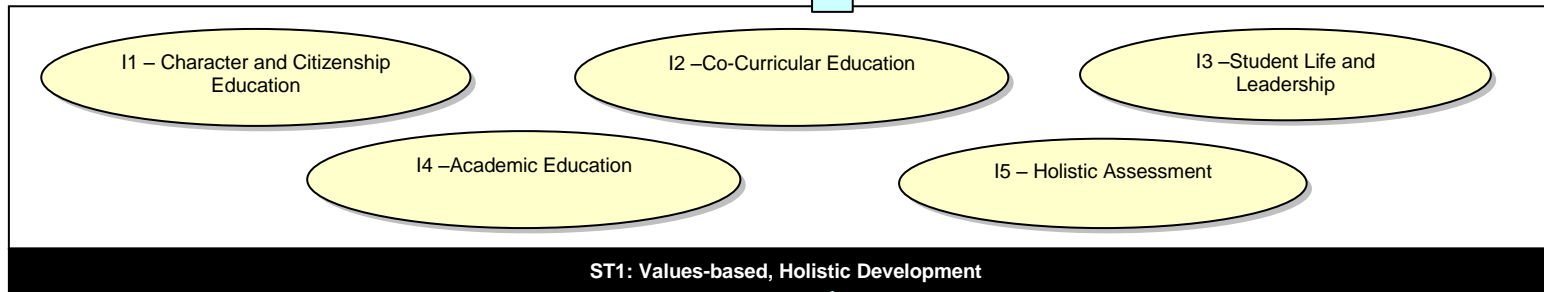 I1 – Character and Citizenship
Education
I2 –Co-Curricular Education
I3 –Student Life and
Leadership
I4 –Academic Education
I5 – Holistic Assessment
ST1: Values-based, Holistic Development